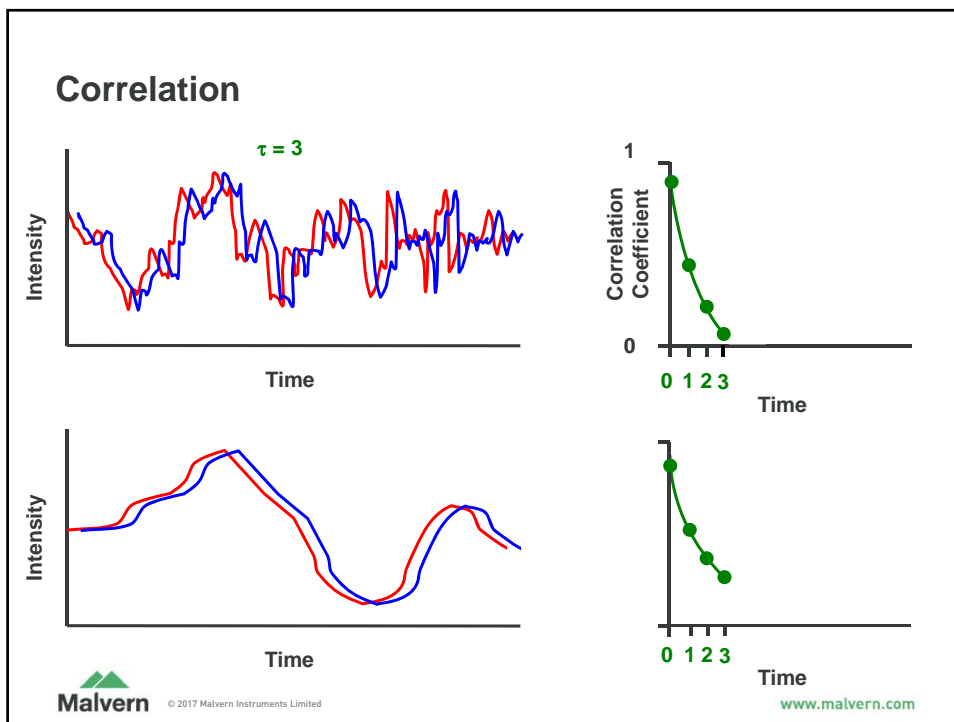 Correlation
τ = 3
Intensity
Time
1
Correlation
Coefficient
0
0 1 2 3
Time
Intensity
Time
0 1 2 3
Time
Malvern
© 2017 Malvern Instruments Limited
www.malvern.com